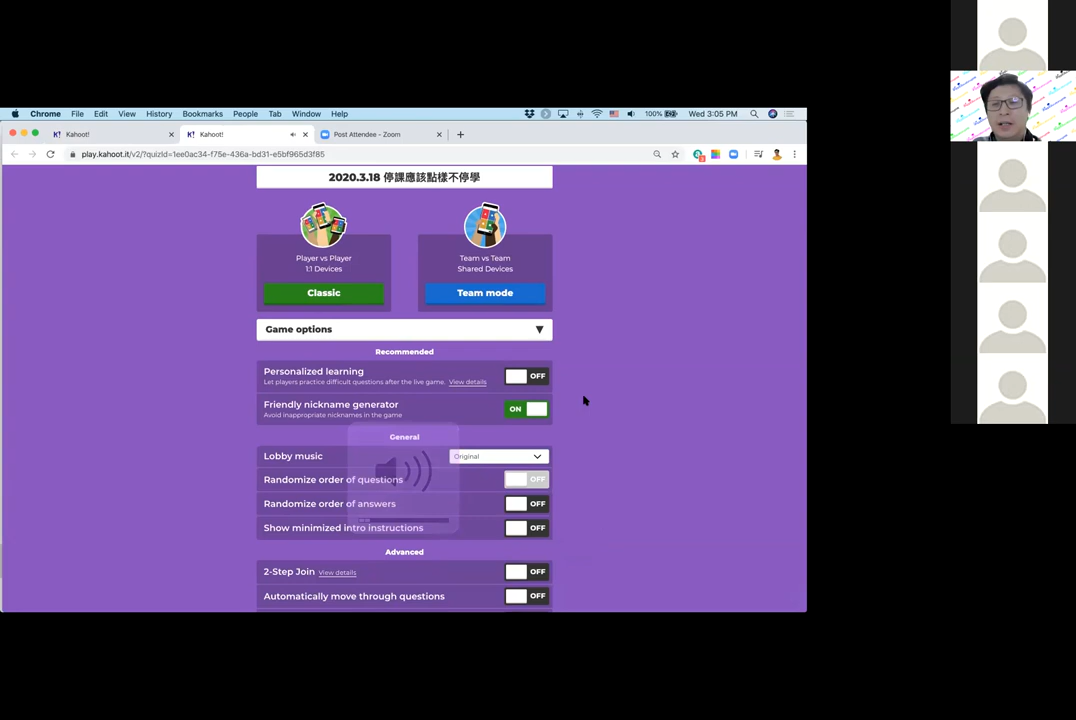 Chrome File Edit View History Bookmarks People Tab Window Help 100% Wed 3:05 PM
Kahoot! Kahoot! Post Attendee - Zoom
play.kahoot.it/v2/?quizId=1ee0ac34-f75e-436a-bd31-e5bf965d3f85
2020.3.18 停課應該點樣不停學
Player vs Player
1:1 Devices
Classic
Team vs Team
Shared Devices
Team mode
Game options
Recommended
Personalized learning OFF
Let players practice difficult questions after the live game. View details
Friendly nickname generator ON
Avoid inappropriate nicknames in the game
General
Lobby music Original
Randomize order of questions OFF
Randomize order of answers OFF
Show minimized intro instructions OFF
Advanced
2-Step Join View details OFF
Automatically move through questions OFF